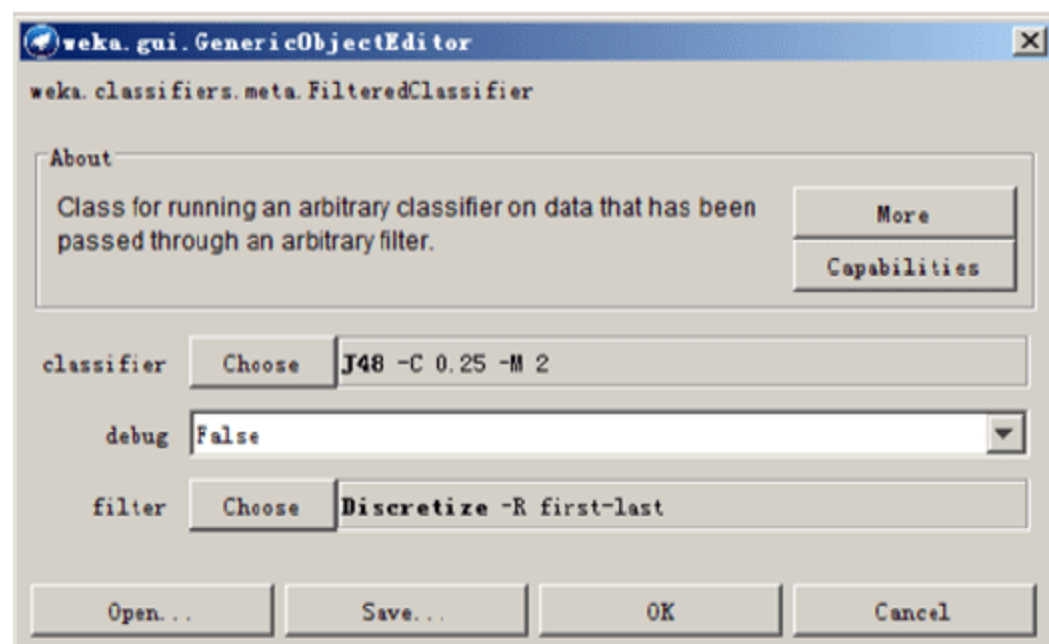 weka.gui.GenericObjectEditor
weka.classifiers.meta.FilteredClassifier
About
Class for running an arbitrary classifier on data that has been
passed through an arbitrary filter.
More
Capabilities
classifier Choose J48 -C 0.25 -M 2
debug False
filter Choose Discretize -R first-last
Open... Save... OK Cancel